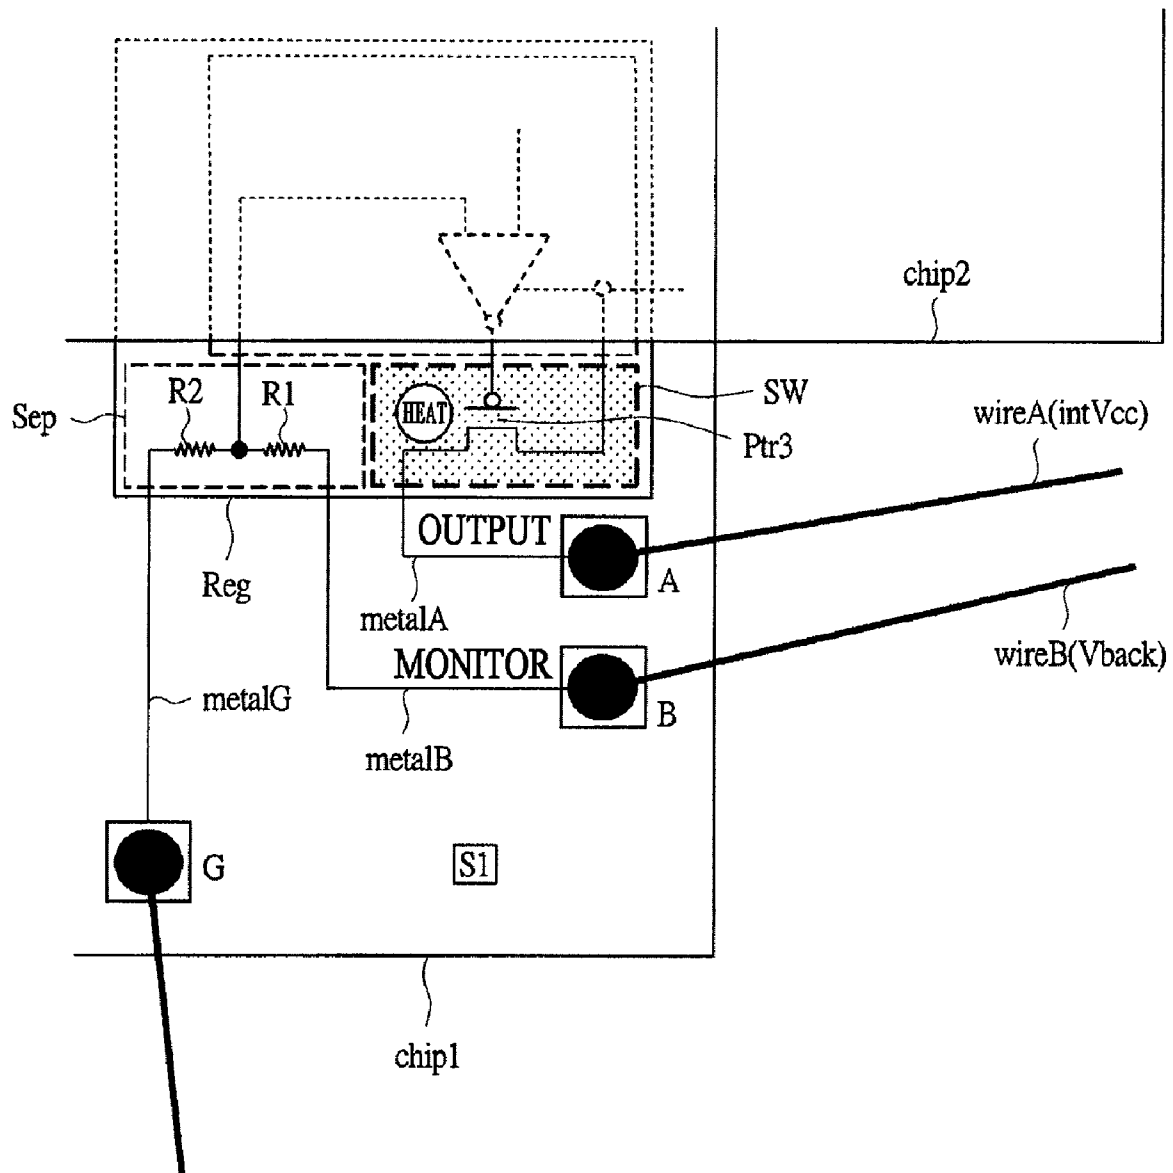 chip2
R2
R1
HEAT
SW
Sep
Ptr3
wireA(intVcc)
OUTPUT
A
Reg
metalA
MONITOR
wireB(Vback)
metalG
B
metalB
G
S1
chip1